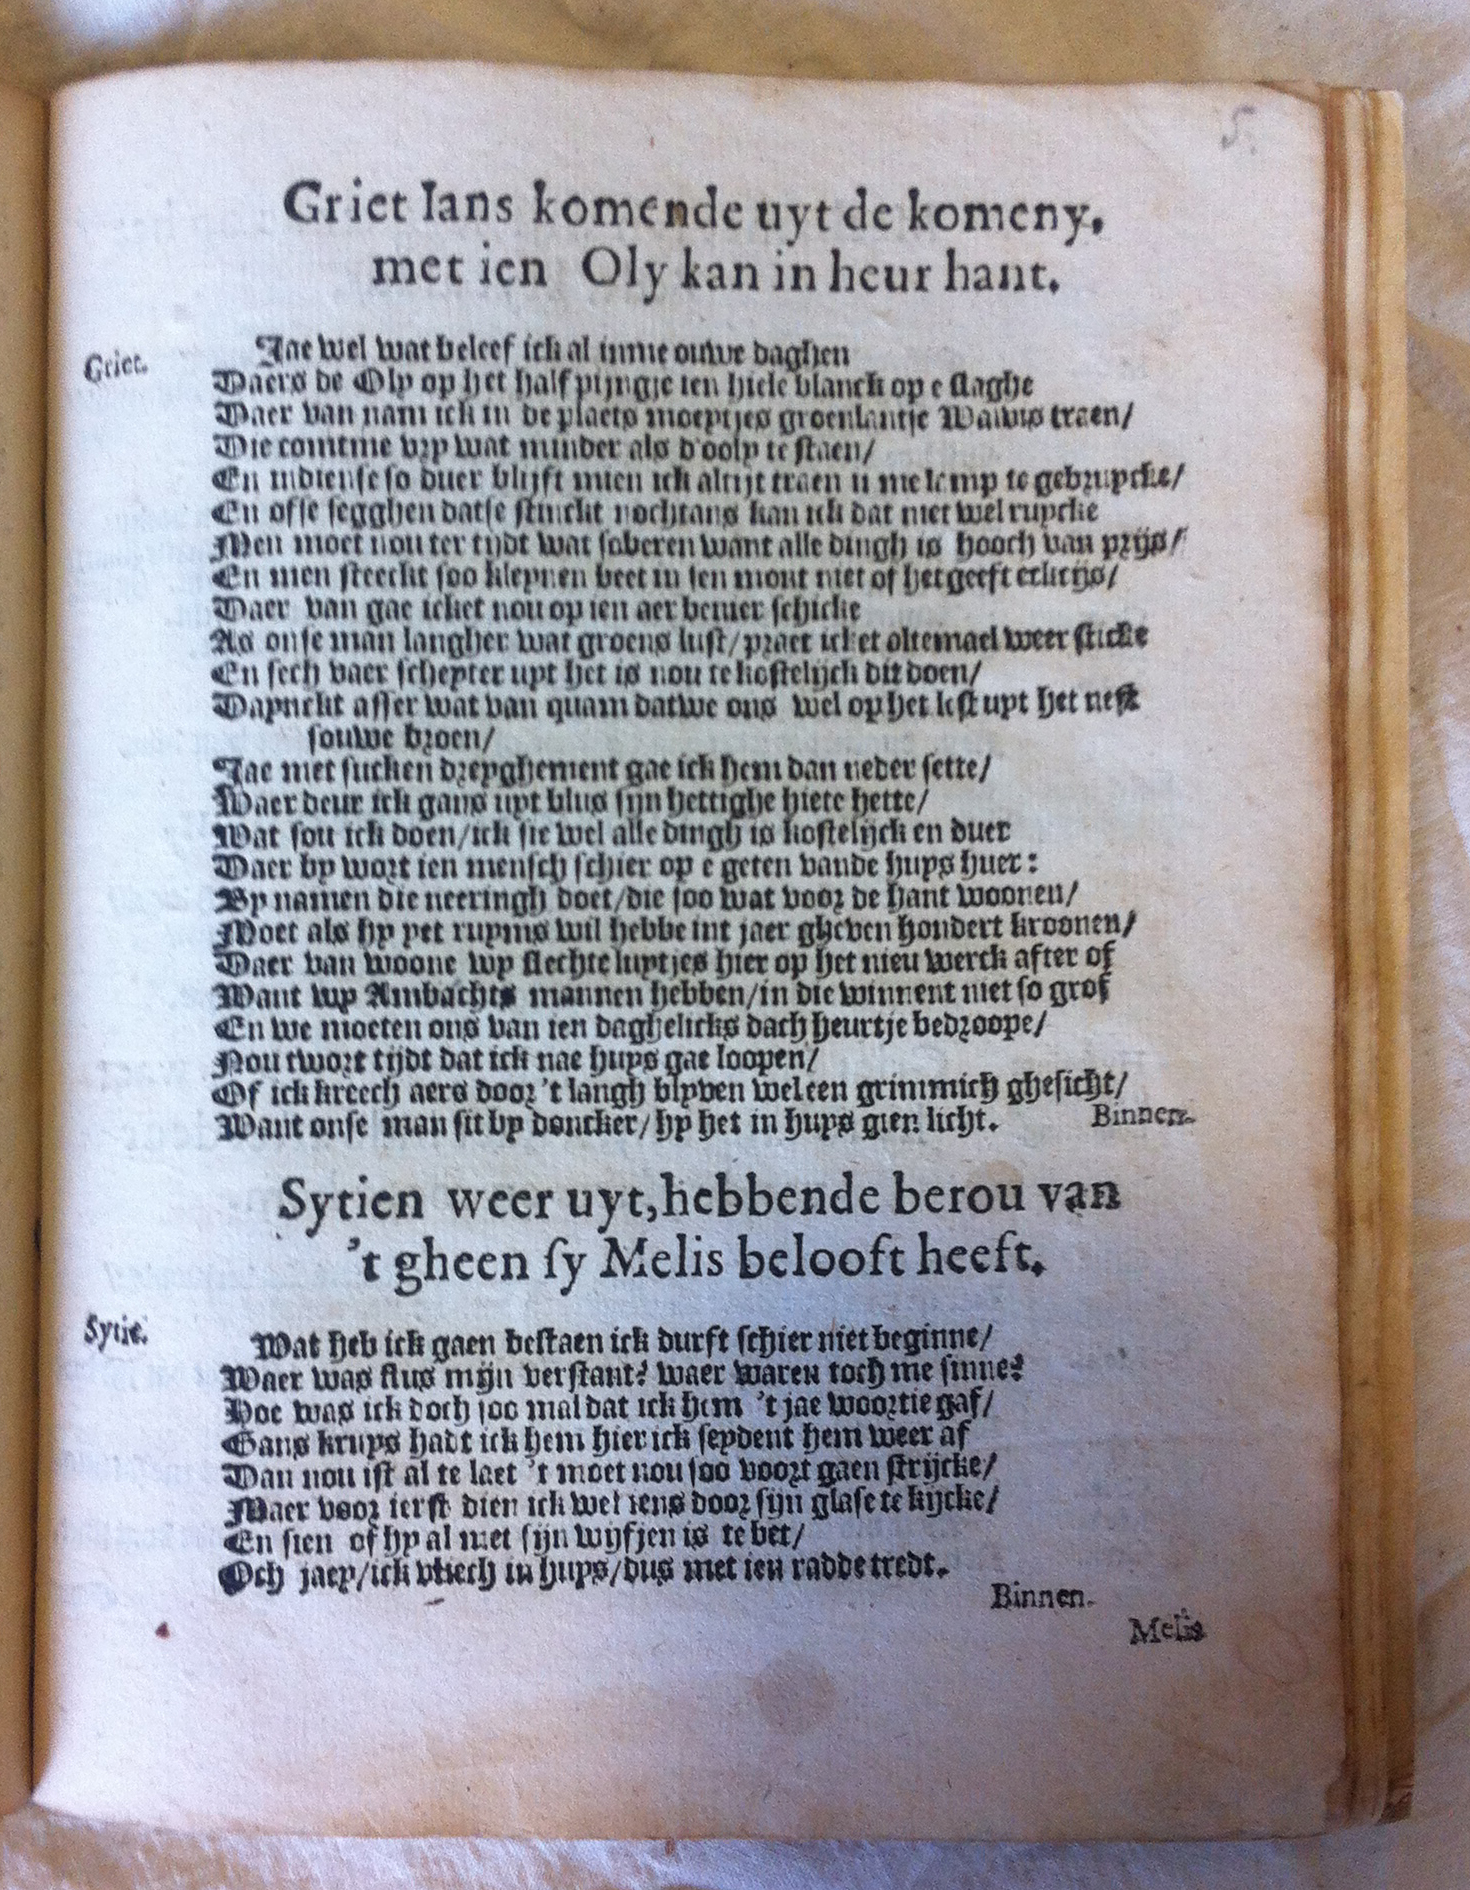 5.
Griet Ians komende uyt de komeny,
met ien Oly kan in heur hant.
Griet.
Jae wel wat beleef ick al inme ouwe daghen
Daers de Oly op het half pijngje ien hiele blanck op e slaghe
Daer van nam ick in de plaets moeytjes groenlantse Walvis traen/
Die comtme vry wat minder als d'ooly te staen/
En indiense so duer blijft mien ick altijt traen in me lemp te gebruycke/
En ofse segghen datse stinckt nochtans kan ick dat niet wel ruycke
Men moet nou ter tijdt wat soberen want alle dingh is hooch van prijs/
En men steeckt soo kleynen beet in sen mont niet of het geeft eckijs/
Daer van gae icket nou op ien aer benier schicke
As onse man langher wat groens lust/praet icket altemael weer sticke
En sech vaer schepter uyt het is nou te kostelijck dit doen/
Dapnckt after wat van quam datwe ons wel op het lest uyt het nest
souwe broen/
Jae met sucken dreyghement gae ick hem dan neder sette/
Waer deur ick gans uyt blus sijn hettighe hiete hette/
Wat sou ick doen/ick sie wel alle dingh is kostelijck en duer
Daer by wort ien mensch schier op e geten vande huys huer:
By namen die neeringh doet/die soo wat voor de hant woonen/
Moet als hy yet ruyms wil hebbe int jaer gheven hondert kroonen/
Daer van woone wy slechte luytjes hier op het nieu werck after of
Want wy Ambachts mannen hebben/in die winnent niet so grof
En we moeten ons van ien daghelicks dach heurtje bedroope/
Nou twort tijdt dat ick nae huys gae loopen/
Of ick kreech aers door 't langh blyven wel een grimmich ghesicht/
Want onse man sit by doncker/hy het in huys gien licht.
Binnen.
Sytien weer uyt, hebbende berou van
't gheen sy Melis belooft heeft.
Sytie.
Wat heb ick gaen bestaen ick durft schier niet beginne/
Waer was flus mijn verstant? waer waren toch me sinne?
Hoe was ick doch soo mal dat ick hem 't jae woortie gaf/
Gans kruys hadt ick hem hier ick seydent hem weer af
Dan nou ist al te laet 't moet nou soo voort gaen strijcke/
Maer voor ierst dien ick wel iens door sijn glase te kijcke/
En sien of hy al met sijn wijfjen is te bet/
Och jaey/ick vliech in huys/dus met ien radde tredt.
Binnen.
Melis